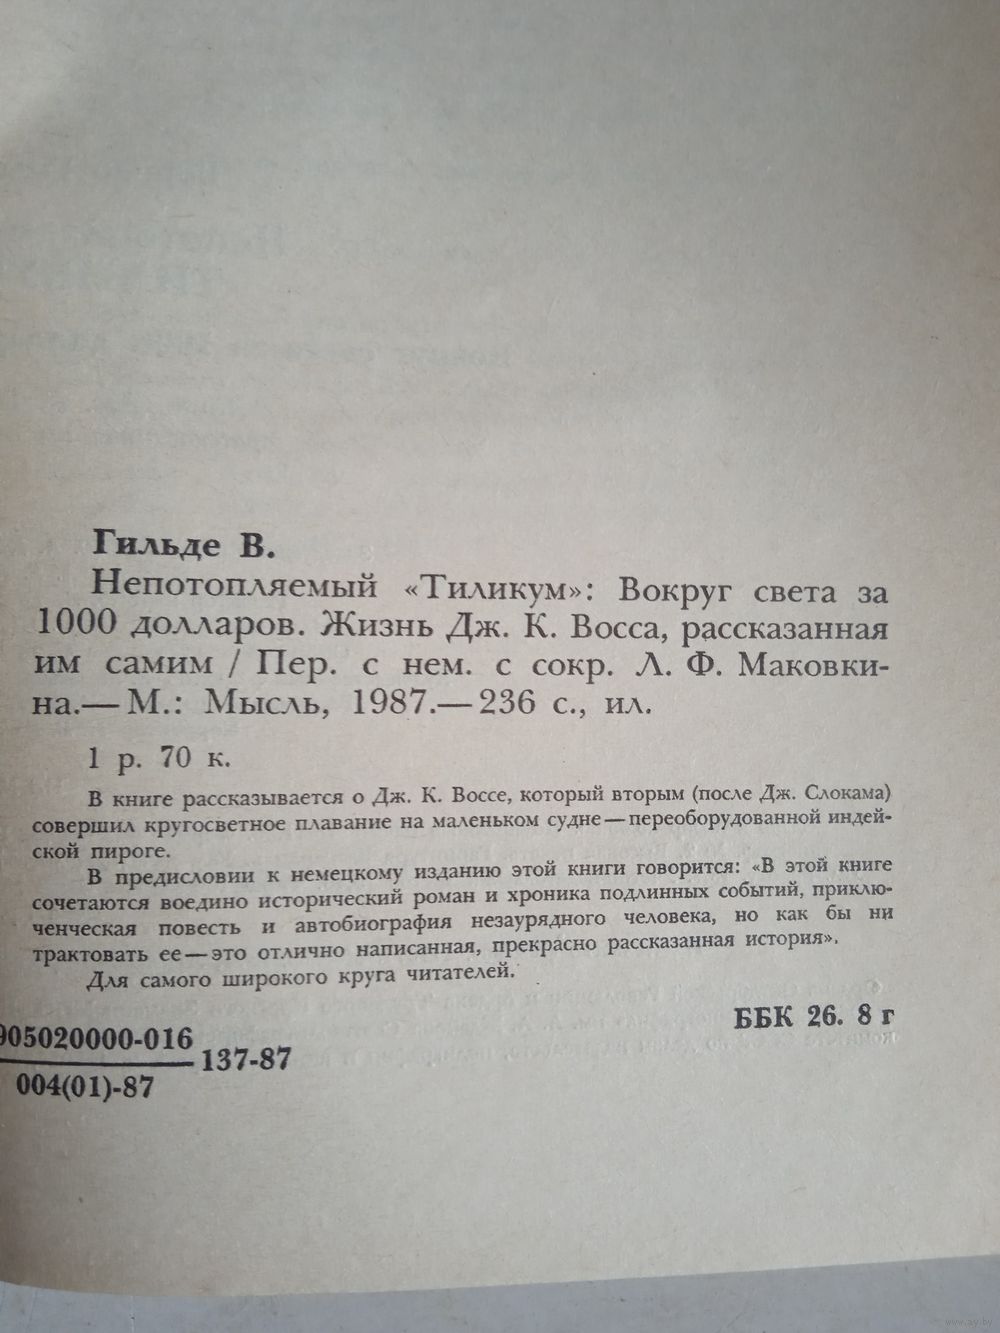 Гильде В.
Непотопляемый «Тиликум»: Вокруг света за
1000 долларов. Жизнь Дж. К. Восса, рассказанная
им самим / Пер. с нем. с сокр. Л. Ф. Маковки-
на.— М.: Мысль, 1987.— 236 с., ил.
1 р. 70 к.
В книге рассказывается о Дж. К. Воссе, который вторым (после Дж. Слокама)
совершил кругосветное плавание на маленьком судне — переоборудованной индей-
ской пироге.
В предисловии к немецкому изданию этой книги говорится: «В этой книге
сочетаются воедино исторический роман и хроника подлинных событий, приклю-
ченческая повесть и автобиография незаурядного человека, но как бы ни
трактовать ее — это отлично написанная, прекрасно рассказанная история».
Для самого широкого круга читателей.
905020000-016
004(01)-87
137-87
ББК 26. 8 г
www.ay.by